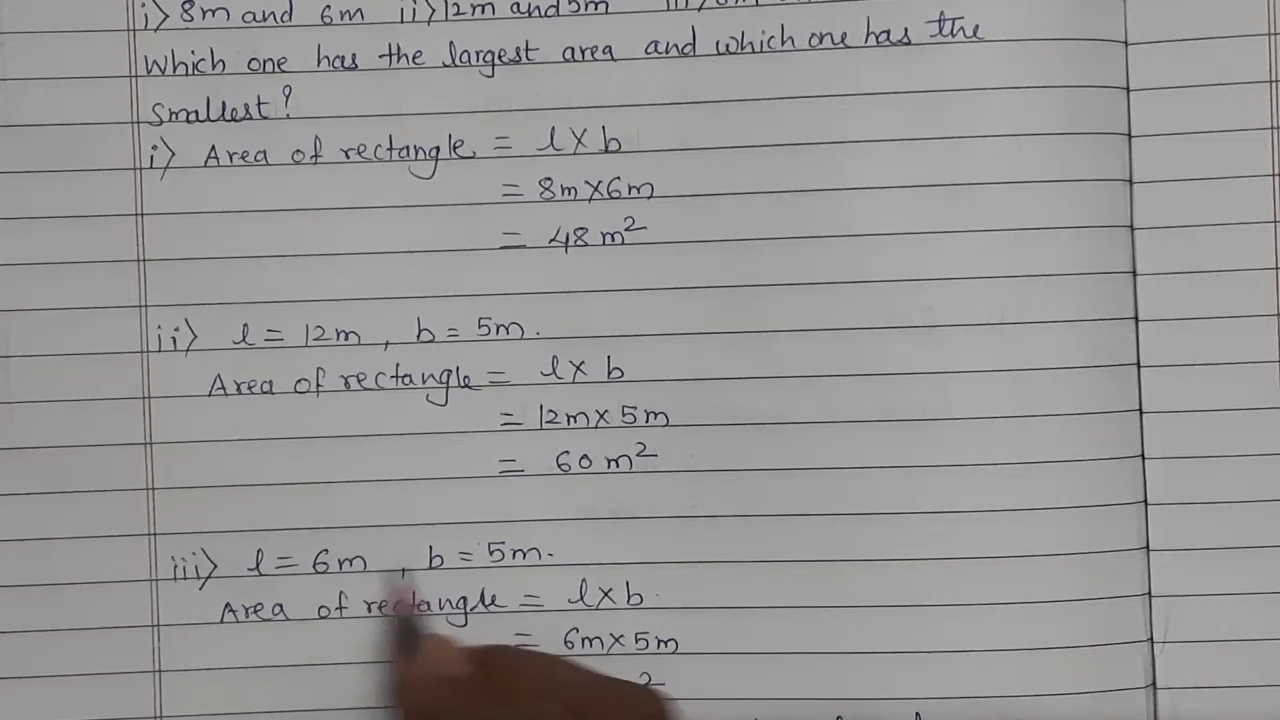 i) 8m and 6m ii) 12m and 5m
Which one has the largest area and which one has the
smallest?
i) Area of rectangle = l × b
= 8m × 6m
= 48 m²
ii) l = 12m, b = 5m.
Area of rectangle = l × b
= 12m × 5m
= 60 m²
iii) l = 6m, b = 5m.
Area of rectangle = l × b.
= 6m × 5m